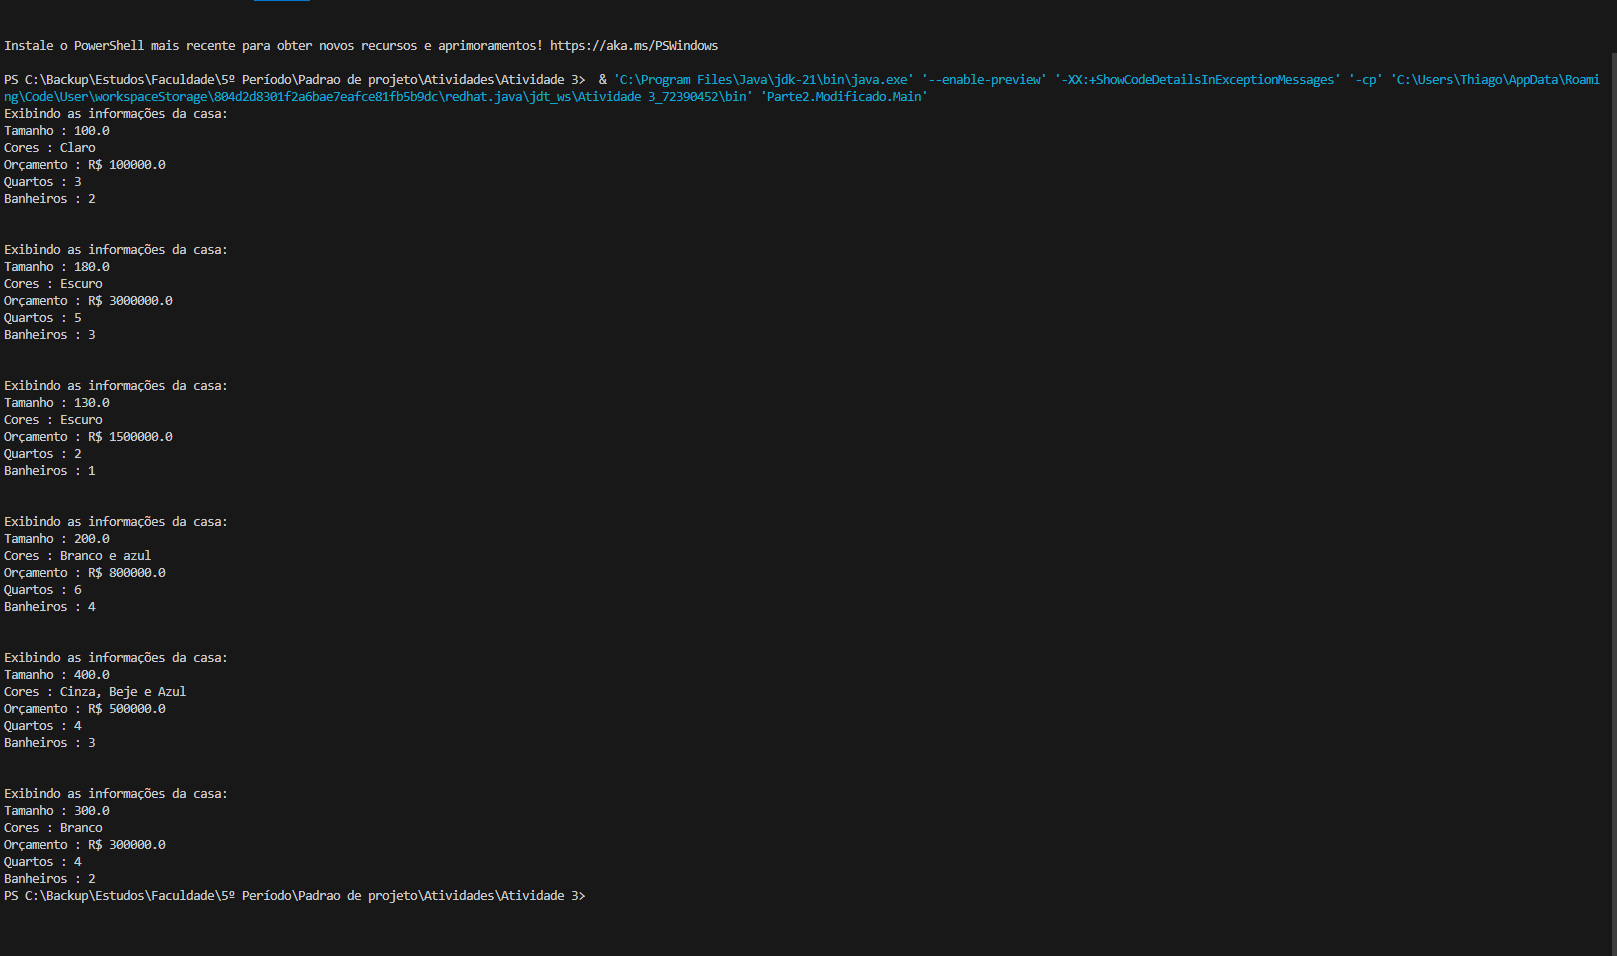 Instale o PowerShell mais recente para obter novos recursos e aprimoramentos! https://aka.ms/PSWindows
PS C:\Backup\Estudos\Faculdade\5º Período\Padrao de projeto\Atividades\Atividade 3>  & 'C:\Program Files\Java\jdk-21\bin\java.exe' '--enable-preview' '-XX:+ShowCodeDetailsInExceptionMessages' '-cp' 'C:\Users\Thiago\AppData\Roami
ng\Code\User\workspaceStorage\804d2d8301f2a6bae7eafce81fb5b9dc\redhat.java\jdt_ws\Atividade 3_72390452\bin' 'Parte2.Modificado.Main'
Exibindo as informações da casa:
Tamanho : 100.0
Cores : Claro
Orçamento : R$ 100000.0
Quartos : 3
Banheiros : 2
Exibindo as informações da casa:
Tamanho : 180.0
Cores : Escuro
Orçamento : R$ 3000000.0
Quartos : 5
Banheiros : 3
Exibindo as informações da casa:
Tamanho : 130.0
Cores : Escuro
Orçamento : R$ 1500000.0
Quartos : 2
Banheiros : 1
Exibindo as informações da casa:
Tamanho : 200.0
Cores : Branco e azul
Orçamento : R$ 800000.0
Quartos : 6
Banheiros : 4
Exibindo as informações da casa:
Tamanho : 400.0
Cores : Cinza, Beje e Azul
Orçamento : R$ 500000.0
Quartos : 4
Banheiros : 3
Exibindo as informações da casa:
Tamanho : 300.0
Cores : Branco
Orçamento : R$ 300000.0
Quartos : 4
Banheiros : 2
PS C:\Backup\Estudos\Faculdade\5º Período\Padrao de projeto\Atividades\Atividade 3>